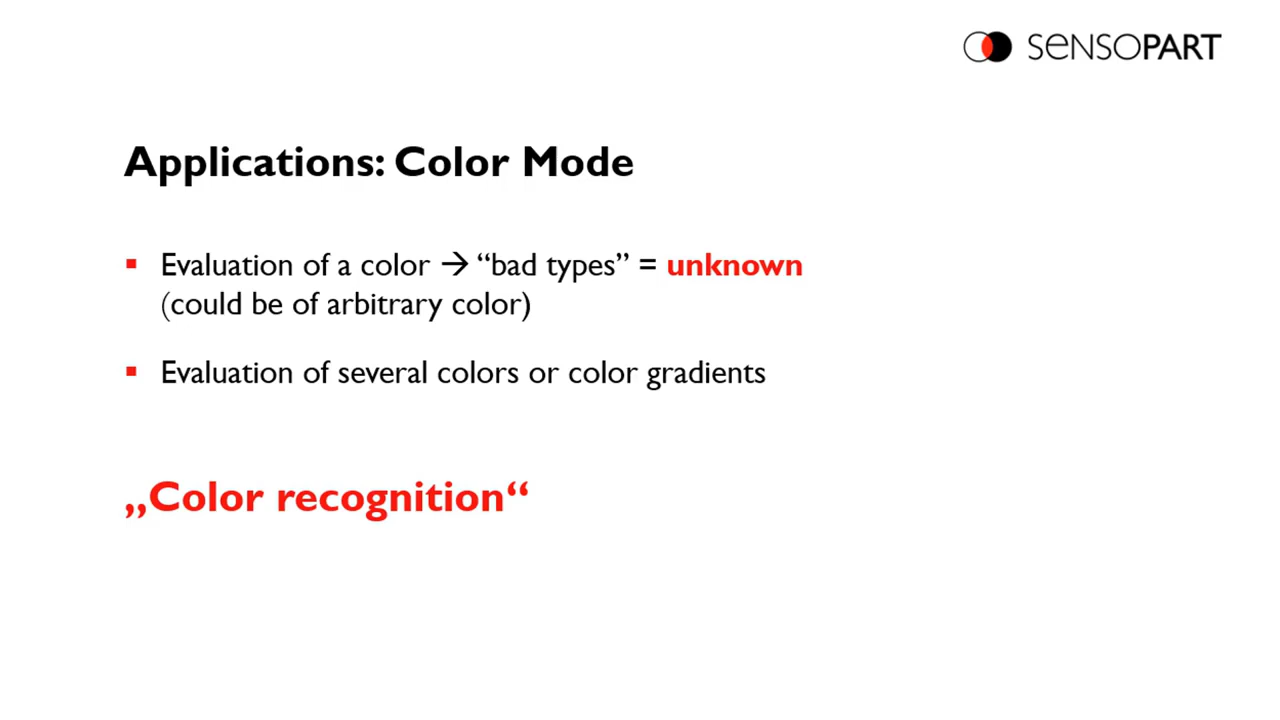 SENSOPART
Applications: Color Mode
▪ Evaluation of a color → “bad types” = unknown
(could be of arbitrary color)
▪ Evaluation of several colors or color gradients
„Color recognition“